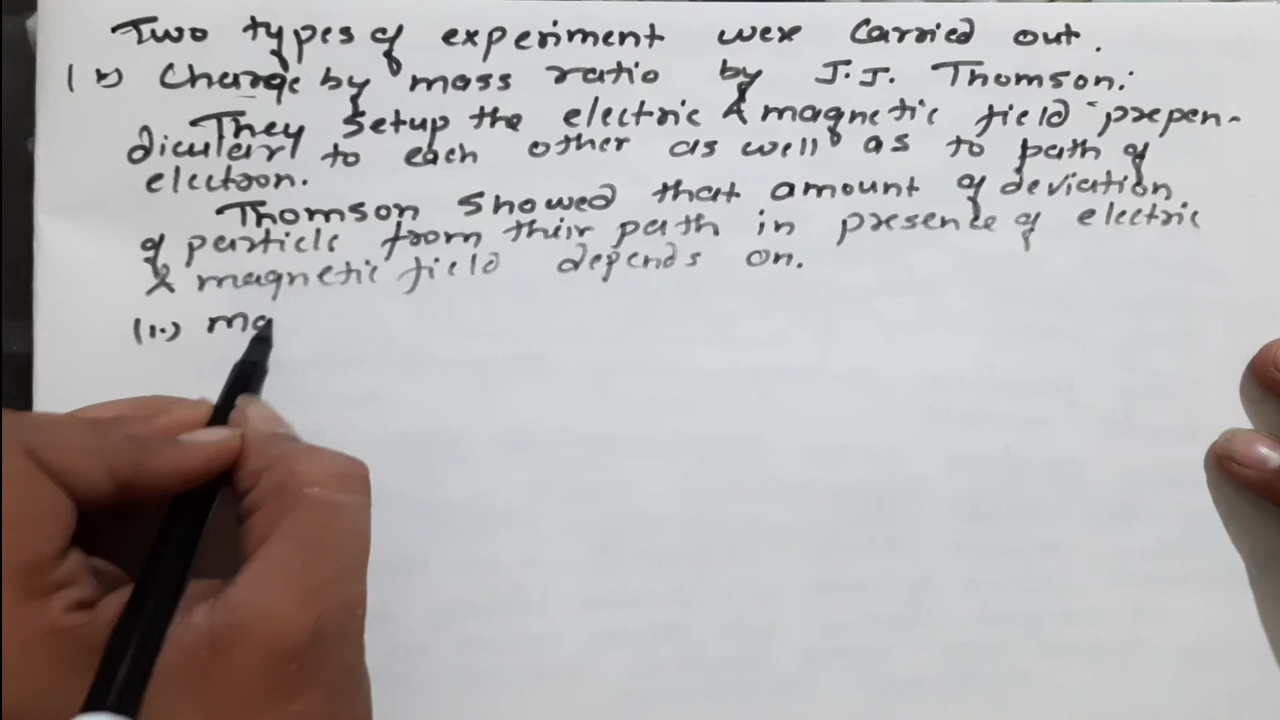 Two types of experiment were carried out.
1 Charge by mass ratio by J.J. Thomson:
They setup the electric & magnetic field prepen-
dicular to each other as well as to path of
electron.
Thomson showed that amount of deviation
of particle from their path in presence of electric
& magnetic field depends on.
(1.) ma